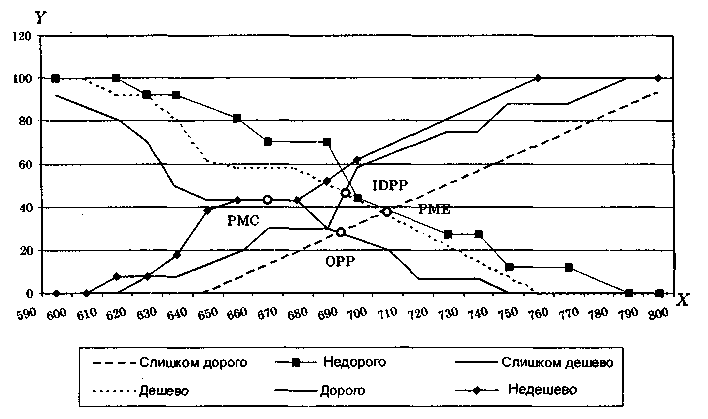 Y
120
100
80
60
40
20
0
IDPP
PMC
PME
OPP
X
590 600 610 620 630 640 650 660 670 680 690 700 710 720 730 740 750 760 770 780 790 800
Слицком дорого Недорого Слицком дешево
Дешево Дорого Недешево